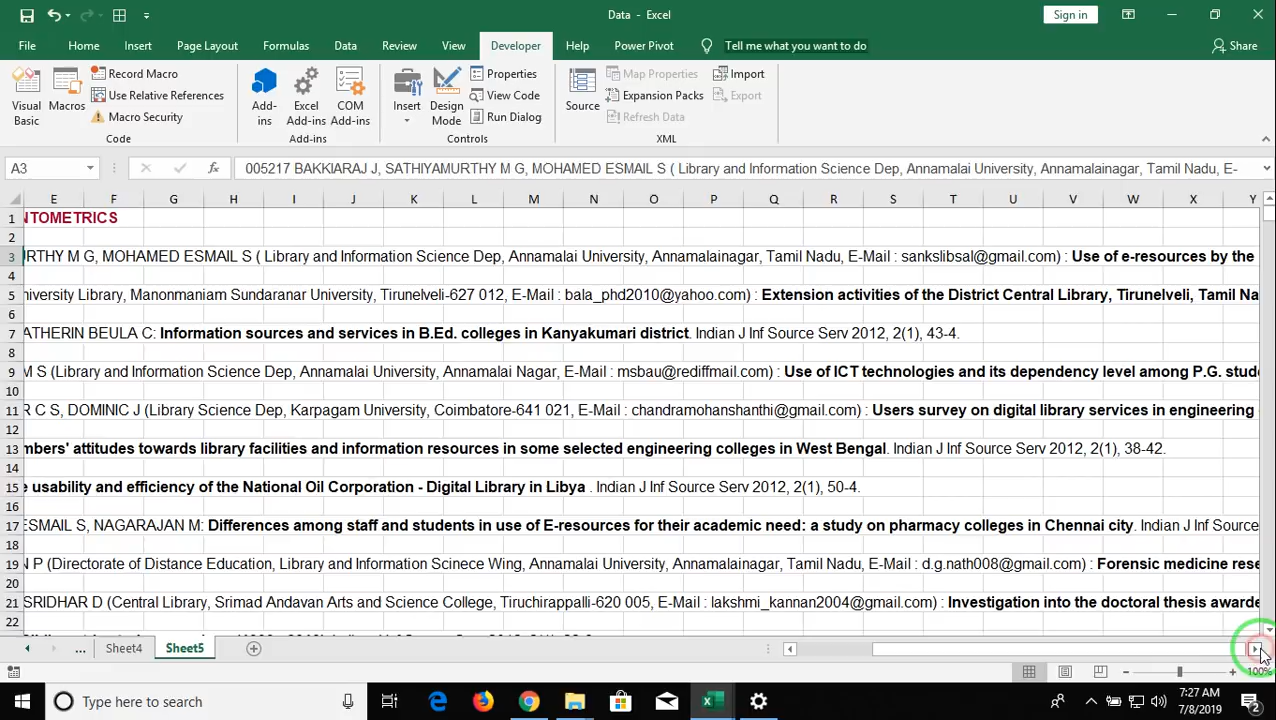 Data - Excel
Sign in
File Home Insert Page Layout Formulas Data Review View Developer Help Power Pivot Tell me what you want to do Share
Visual Basic
Macros
Record Macro
Use Relative References
Macro Security
Code
Add-ins
Excel Add-ins
COM Add-ins
Add-ins
Insert
Design Mode
Properties
View Code
Run Dialog
Controls
Source
Map Properties
Expansion Packs
Refresh Data
Import
Export
XML
A3
fx
005217 BAKKIARAJ J, SATHIYAMURTHY M G, MOHAMED ESMAIL S ( Library and Information Science Dep, Annamalai University, Annamalainagar, Tamil Nadu, E-
E F G H I J K L M N O P Q R S T U V W X Y
1 NTOMETRICS
2
3 RTHY M G, MOHAMED ESMAIL S ( Library and Information Science Dep, Annamalai University, Annamalainagar, Tamil Nadu, E-Mail : sankslibsal@gmail.com) : Use of e-resources by the
4
5 niversity Library, Manonmaniam Sundaranar University, Tirunelveli-627 012, E-Mail : bala_phd2010@yahoo.com) : Extension activities of the District Central Library, Tirunelveli, Tamil Na
6
7 ATHERIN BEULA C: Information sources and services in B.Ed. colleges in Kanyakumari district. Indian J Inf Source Serv 2012, 2(1), 43-4.
8
9 M S (Library and Information Science Dep, Annamalai University, Annamalai Nagar, E-Mail : msbau@rediffmail.com) : Use of ICT technologies and its dependency level among P.G. stud
10
11 R C S, DOMINIC J (Library Science Dep, Karpagam University, Coimbatore-641 021, E-Mail : chandramohanshanthi@gmail.com) : Users survey on digital library services in engineering
12
13 mbers' attitudes towards library facilities and information resources in some selected engineering colleges in West Bengal. Indian J Inf Source Serv 2012, 2(1), 38-42.
14
15 e usability and efficiency of the National Oil Corporation - Digital Library in Libya . Indian J Inf Source Serv 2012, 2(1), 50-4.
16
17 ESMAIL S, NAGARAJAN M: Differences among staff and students in use of E-resources for their academic need: a study on pharmacy colleges in Chennai city. Indian J Inf Source
18
19 N P (Directorate of Distance Education, Library and Information Scinece Wing, Annamalai University, Annamalainagar, Tamil Nadu, E-Mail : d.g.nath008@gmail.com) : Forensic medicine rese
20
21 SRIDHAR D (Central Library, Srimad Andavan Arts and Science College, Tiruchirappalli-620 005, E-Mail : lakshmi_kannan2004@gmail.com) : Investigation into the doctoral thesis awarde
22
... Sheet4 Sheet5
100%
Type here to search
7:27 AM
7/8/2019
2